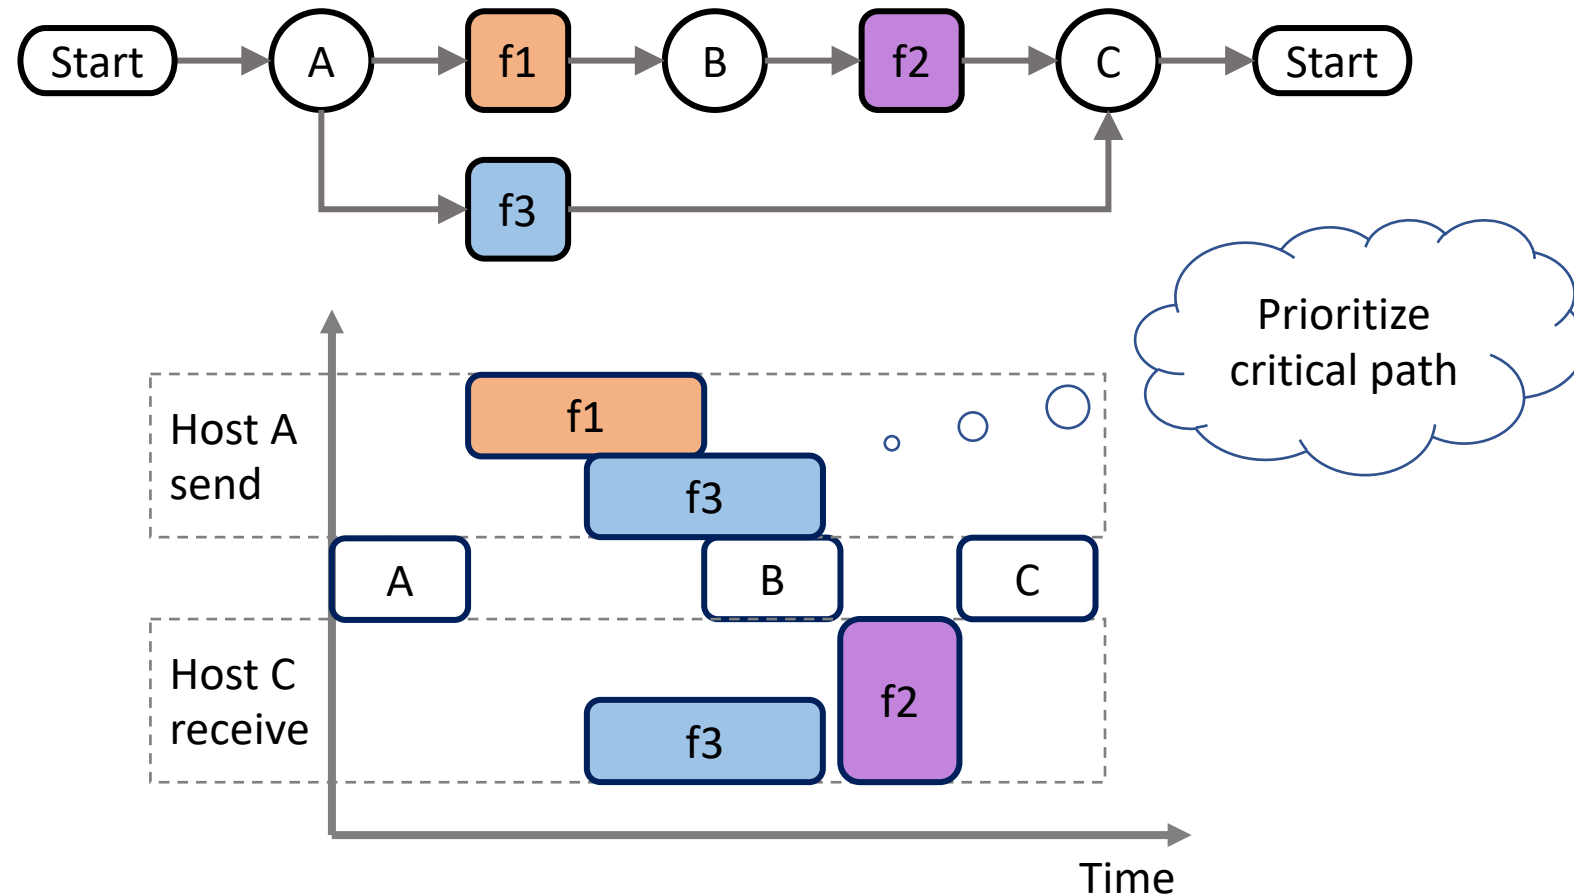 Start
A
f1
B
f2
C
Start
f3
Prioritize
critical path
Host A
send
f1
f3
A
B
C
Host C
receive
f3
f2
Time